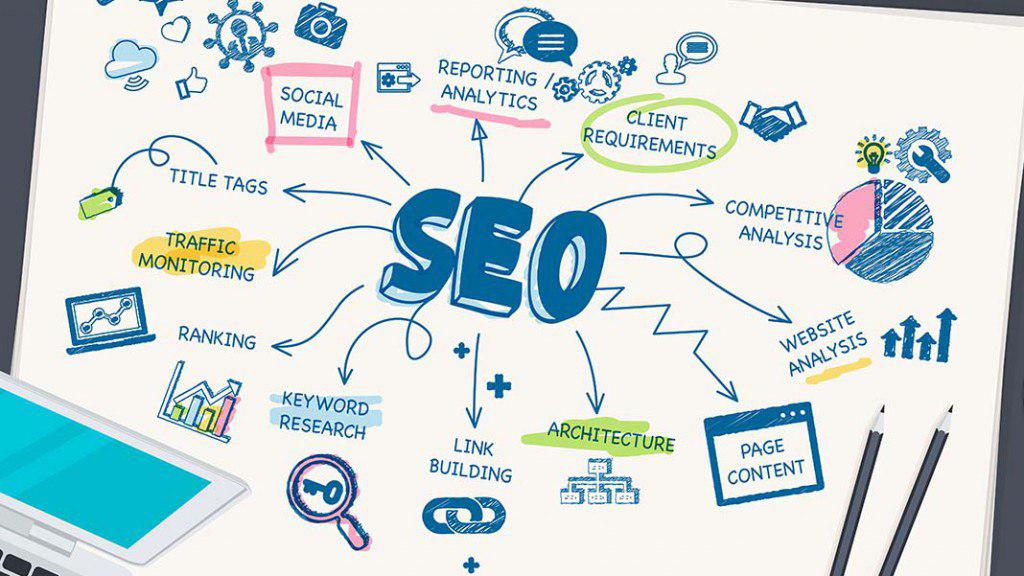 SOCIAL
MEDIA
REPORTING /
ANALYTICS
CLIENT
REQUIREMENTS
TITLE TAGS
SEO
COMPETITIVE
ANALYSIS
TRAFFIC
MONITORING
RANKING
WEBSITE
ANALYSIS
KEYWORD
RESEARCH
LINK
BUILDING
ARCHITECTURE
PAGE
CONTENT